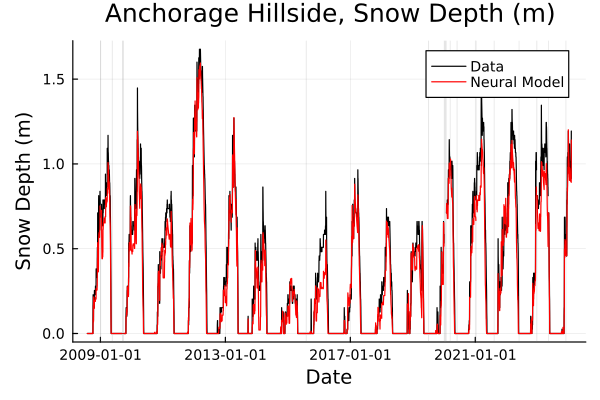 Anchorage Hillside, Snow Depth (m)
Data
Neural Model
Snow Depth (m)
1.5
1.0
0.5
0.0
2009-01-01
2013-01-01
2017-01-01
2021-01-01
Date